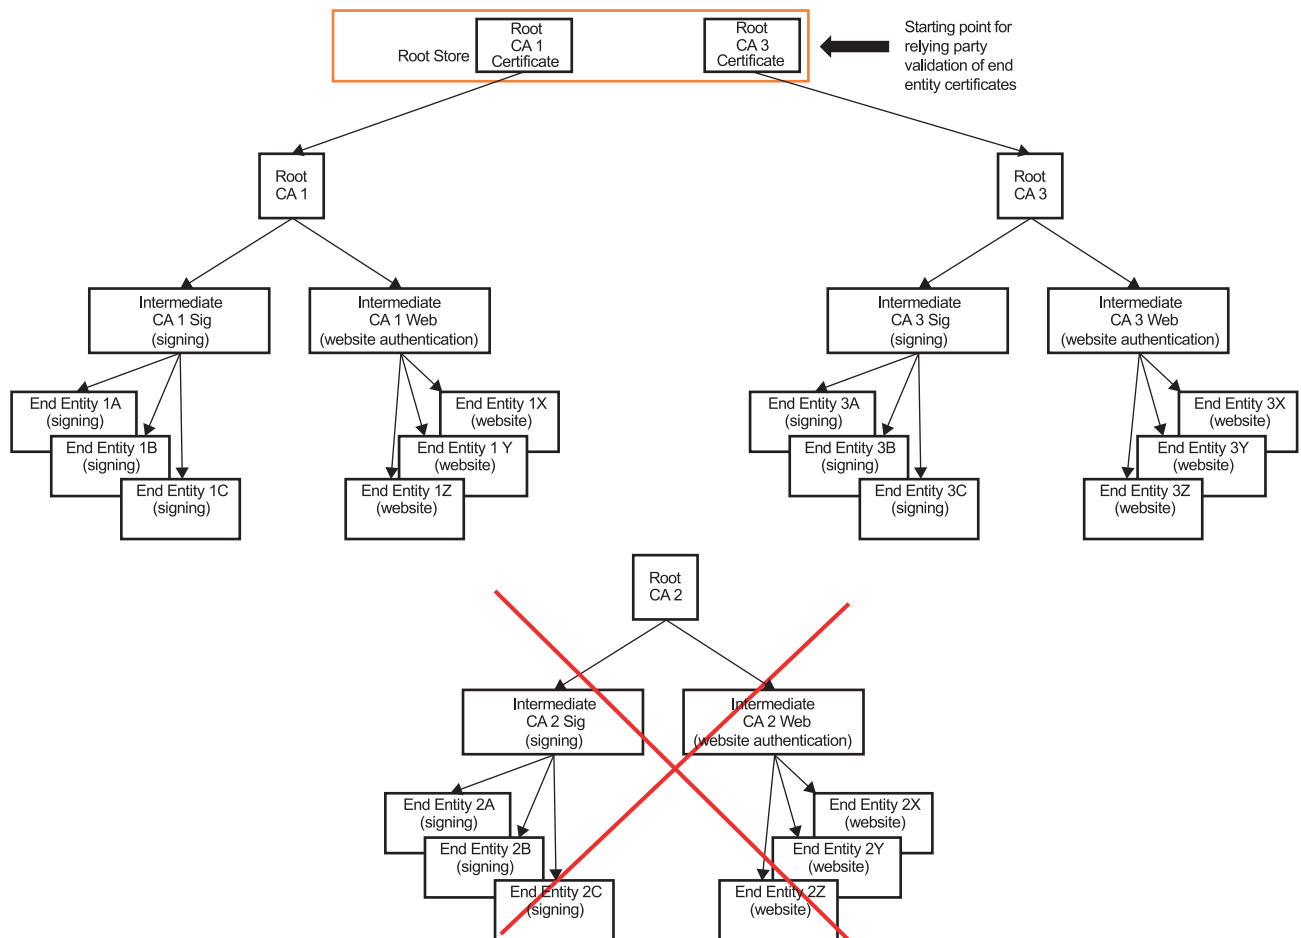 Root Store
Root
CA 1
Certificate
Root
CA 3
Certificate
Starting point for
relying party
validation of end
entity certificates
Root
CA 1
Root
CA 3
Intermediate
CA 1 Sig
(signing)
Intermediate
CA 1 Web
(website authentication)
Intermediate
CA 3 Sig
(signing)
Intermediate
CA 3 Web
(website authentication)
End Entity 1A
(signing)
End Entity 1B
(signing)
End Entity 1C
(signing)
End Entity 1X
(website)
End Entity 1 Y
(website)
End Entity 1Z
(website)
End Entity 3A
(signing)
End Entity 3B
(signing)
End Entity 3C
(signing)
End Entity 3X
(website)
End Entity 3Y
(website)
End Entity 3Z
(website)
Root
CA 2
Intermediate
CA 2 Sig
(signing)
Intermediate
CA 2 Web
(website authentication)
End Entity 2A
(signing)
End Entity 2B
(signing)
End Entity 2C
(signing)
End Entity 2X
(website)
End Entity 2Y
(website)
End Entity 2Z
(website)